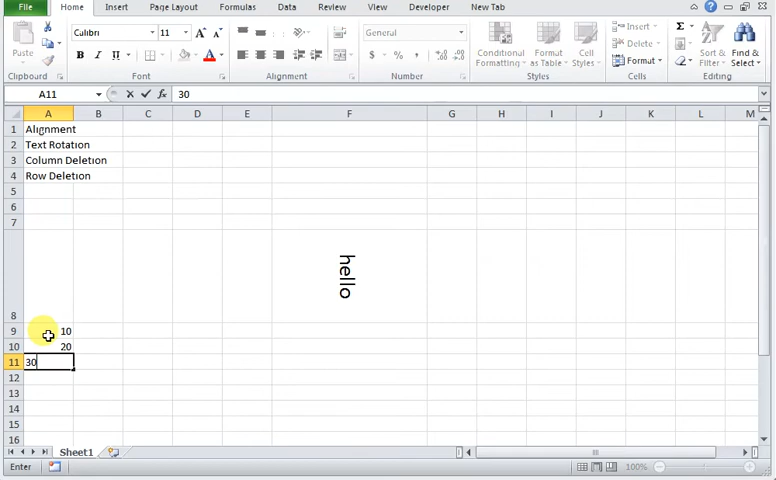 File Home Insert Page Layout Formulas Data Review View Developer New Tab
Paste
Calibri 11
General
B I U
$ % ,
Conditional Formatting
Format as Table
Cell Styles
Insert
Delete
Format
Sort & Filter
Find & Select
Clipboard Font Alignment Number Styles Cells Editing
A11 fx 30
A B C D E F G H I J K L M
1 Alignment
2 Text Rotation
3 Column Deletion
4 Row Deletion
5
6
7
8 hello
9 10
10 20
11 30
12
13
14
15
16
Sheet1
Enter 100%